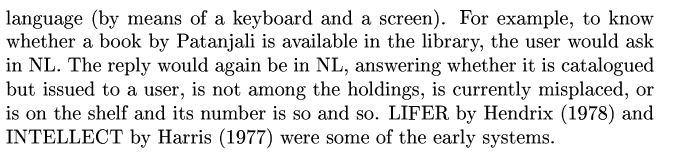 language (by means of a keyboard and a screen). For example, to know
whether a book by Patanjali is available in the library, the user would ask
in NL. The reply would again be in NL, answering whether it is catalogued
but issued to a user, is not among the holdings, is currently misplaced, or
is on the shelf and its number is so and so. LIFER by Hendrix (1978) and
INTELLECT by Harris (1977) were some of the early systems.